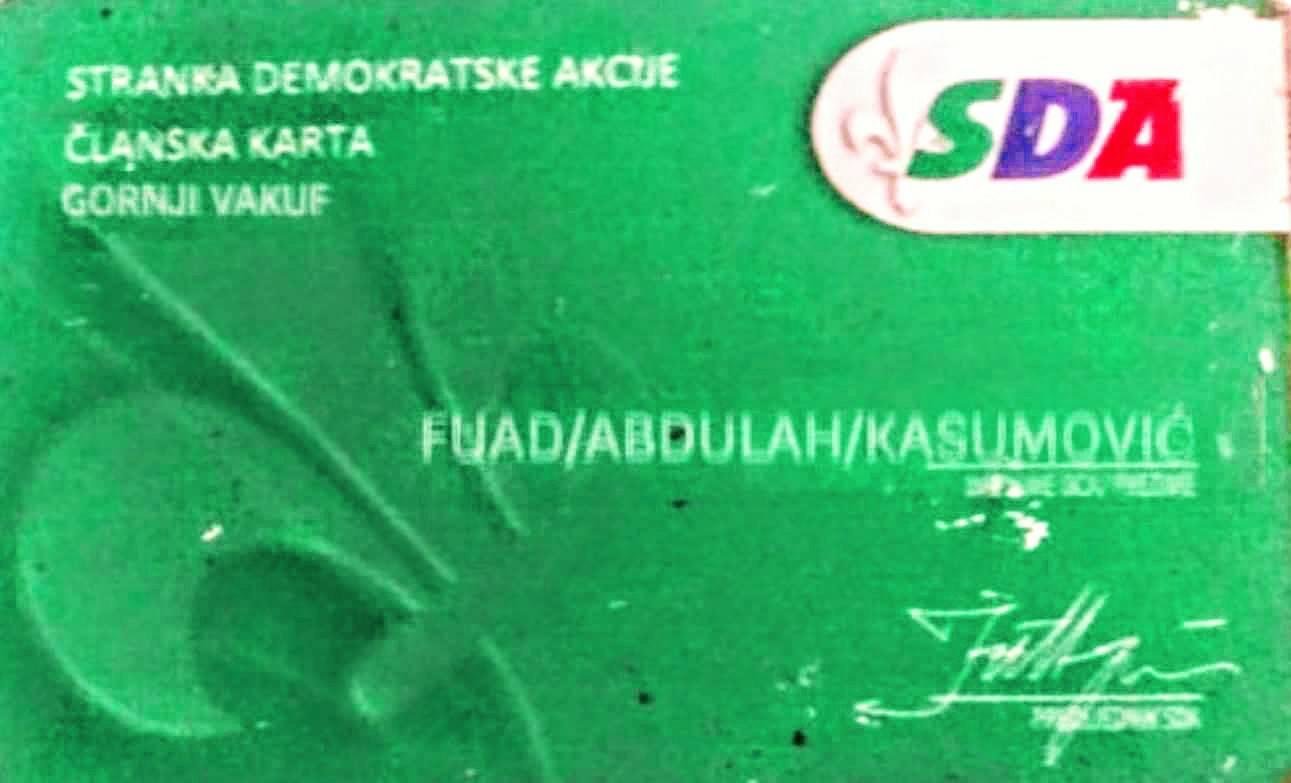 STRANKA DEMOKRATSKE AKCIJE
SDA
ČLANSKA KARTA
GORNJI VAKUF
FUAD/ABDULAH/KASUMOVIĆ